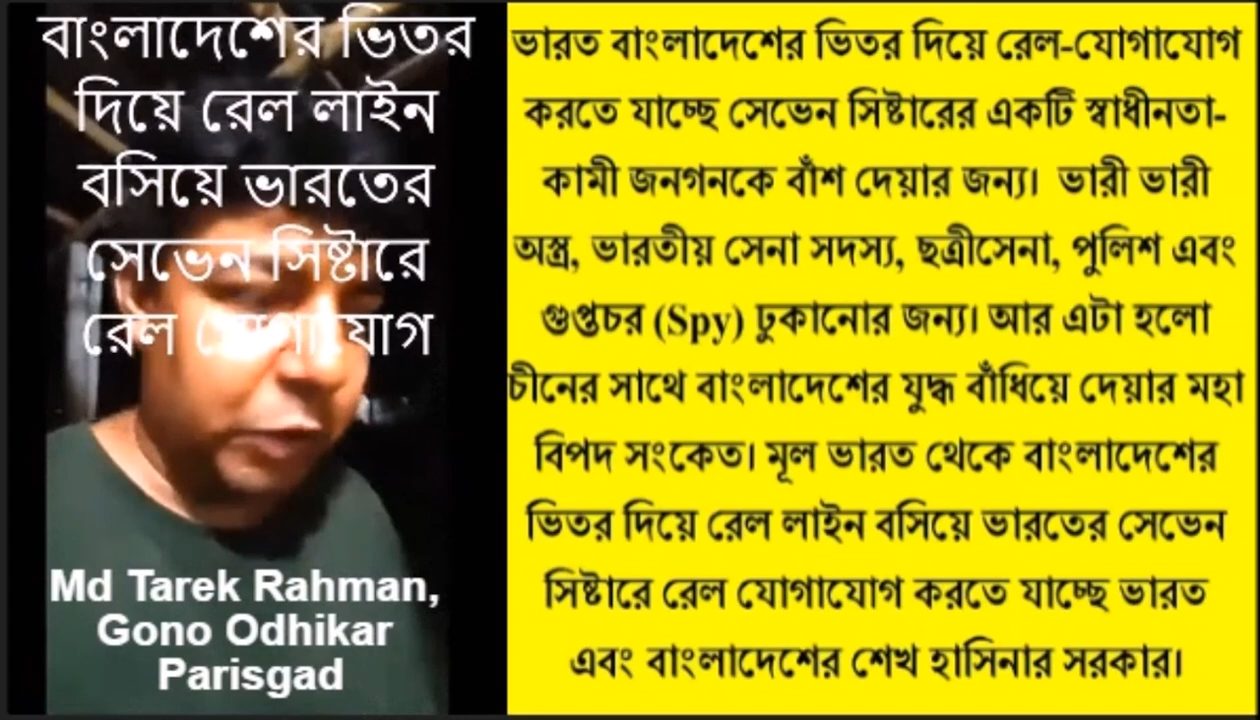 বাংলাদেশের ভিতর
দিয়ে রেল লাইন
বসিয়ে ভারতের
সেভেন সিষ্টারে
রেল যোগাযোগ
Md Tarek Rahman,
Gono Odhikar
Parisgad
ভারত বাংলাদেশের ভিতর দিয়ে রেল-যোগাযোগ
করতে যাচ্ছে সেভেন সিষ্টারের একটি স্বাধীনতা-
কামী জনগনকে বাঁশ দেয়ার জন্য। ভারী ভারী
অস্ত্র, ভারতীয় সেনা সদস্য, ছত্রীসেনা, পুলিশ এবং
গুপ্তচর (Spy) ঢুকানোর জন্য। আর এটা হলো
চীনের সাথে বাংলাদেশের যুদ্ধ বাঁধিয়ে দেয়ার মহা
বিপদ সংকেত। মূল ভারত থেকে বাংলাদেশের
ভিতর দিয়ে রেল লাইন বসিয়ে ভারতের সেভেন
সিষ্টারে রেল যোগাযোগ করতে যাচ্ছে ভারত
এবং বাংলাদেশের শেখ হাসিনার সরকার।